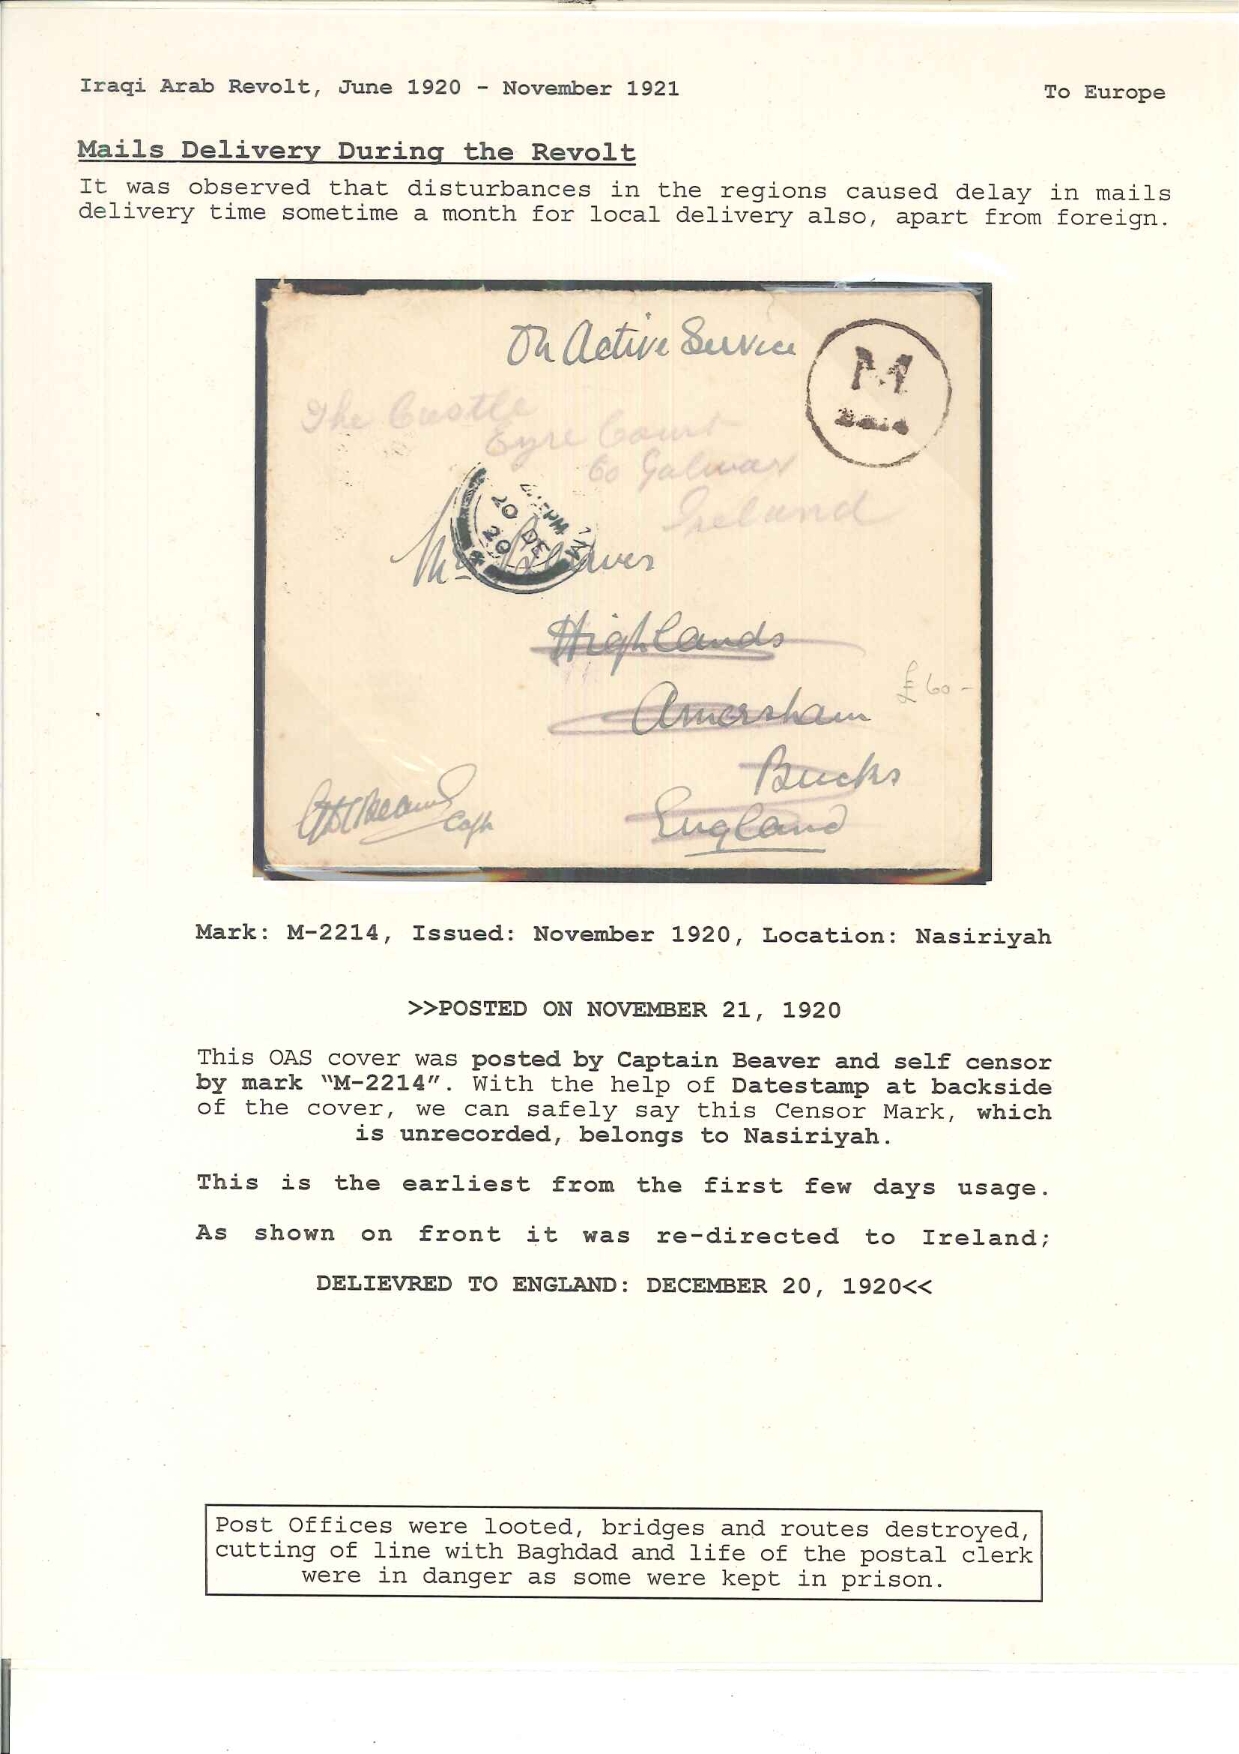 Iraqi Arab Revolt, June 1920 - November 1921
To Europe
Mails Delivery During the Revolt
It was observed that disturbances in the regions caused delay in mails
delivery time sometime a month for local delivery also, apart from foreign.
On Active Service
M
The Castle
Eyre Court
Co Galway
Ireland
PM
20 DE
20
Highlands
Amersham
£60-
Bucks
England
Capt
Mark: M-2214, Issued: November 1920, Location: Nasiriyah
>>POSTED ON NOVEMBER 21, 1920
This OAS cover was posted by Captain Beaver and self censor
by mark "M-2214". With the help of Datestamp at backside
of the cover, we can safely say this Censor Mark, which
is unrecorded, belongs to Nasiriyah.
This is the earliest from the first few days usage.
As shown on front it was re-directed to Ireland;
DELIEVRED TO ENGLAND: DECEMBER 20, 1920<<
Post Offices were looted, bridges and routes destroyed,
cutting of line with Baghdad and life of the postal clerk
were in danger as some were kept in prison.